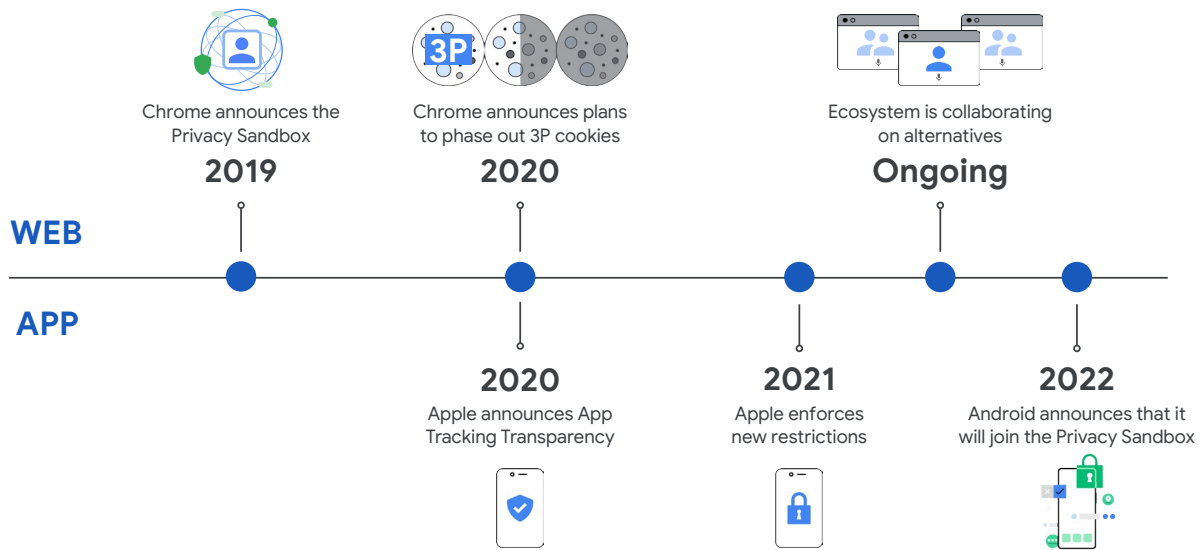 3P
Chrome announces the
Privacy Sandbox
2019
Chrome announces plans
to phase out 3P cookies
2020
Ecosystem is collaborating
on alternatives
Ongoing
WEB
APP
2020
Apple announces App
Tracking Transparency
2021
Apple enforces
new restrictions
2022
Android announces that it
will join the Privacy Sandbox